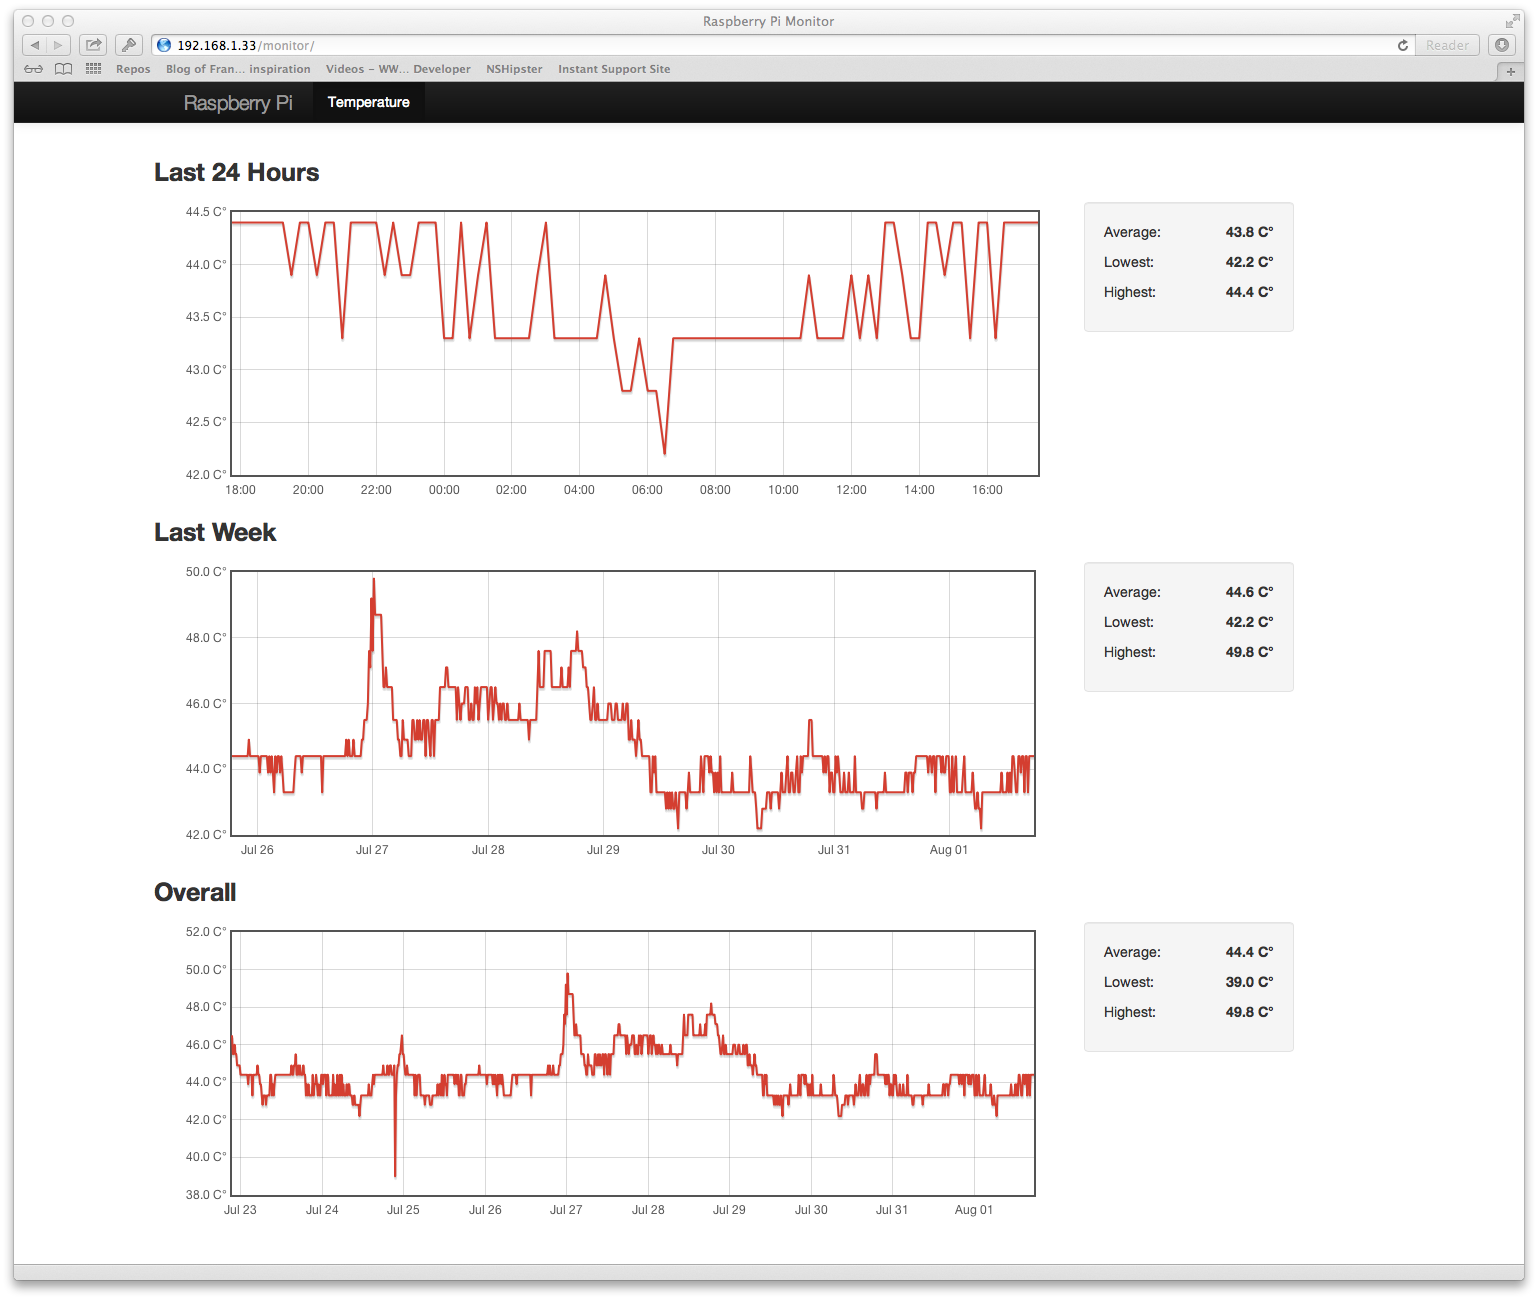 Raspberry Pi Monitor
192.168.1.33/monitor/
Reader
Repos Blog of Fran... inspiration Videos – WW... Developer NSHipster Instant Support Site
Raspberry Pi Temperature
Last 24 Hours
44.5 C°
44.0 C°
43.5 C°
43.0 C°
42.5 C°
42.0 C°
18:00 20:00 22:00 00:00 02:00 04:00 06:00 08:00 10:00 12:00 14:00 16:00
Average: 43.8 C°
Lowest: 42.2 C°
Highest: 44.4 C°
Last Week
50.0 C°
48.0 C°
46.0 C°
44.0 C°
42.0 C°
Jul 26 Jul 27 Jul 28 Jul 29 Jul 30 Jul 31 Aug 01
Average: 44.6 C°
Lowest: 42.2 C°
Highest: 49.8 C°
Overall
52.0 C°
50.0 C°
48.0 C°
46.0 C°
44.0 C°
42.0 C°
40.0 C°
38.0 C°
Jul 23 Jul 24 Jul 25 Jul 26 Jul 27 Jul 28 Jul 29 Jul 30 Jul 31 Aug 01
Average: 44.4 C°
Lowest: 39.0 C°
Highest: 49.8 C°